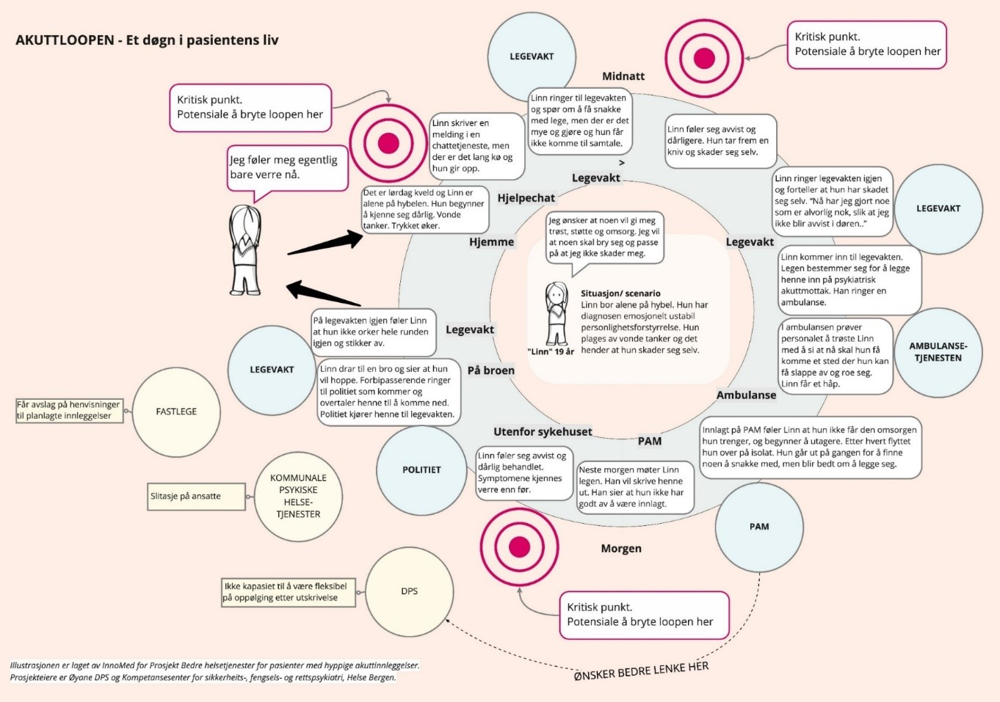 AKUTTLOOPEN - Et døgn i pasientens liv
LEGEVAKT
Midnatt
Kritisk punkt.
Potensiale å bryte loopen her
Kritisk punkt.
Potensiale å bryte loopen her
Jeg føler meg egentlig
bare verre nå.
Det er lørdag kveld og Linn er
alene på hybelen. Hun begynner
å kjenne seg dårlig. Vonde
tanker. Trykket øker.
Linn skriver en
melding i en
chattetjeneste, men
der er det lang kø og
hun gir opp.
Linn ringer til legevakten
og spør om å få snakke
med lege, men der er det
mye og gjøre og hun får
ikke komme til samtale.
>
Linn føler seg avvist og
dårligere. Hun tar frem en
kniv og skader seg selv.
Linn ringer legevakten igjen
og forteller at hun har skadet
seg selv. “Nå har jeg gjort noe
som er alvorlig nok, slik at jeg
ikke blir avvist i døren..”
LEGEVAKT
Linn kommer inn til legevakten.
Legen bestemmer seg for å legge
henne inn på psykiatrisk
akuttmottak. Han ringer en
ambulanse.
I ambulansen prøver
personalet å trøste Linn
med å si at nå skal hun få
komme et sted der hun kan
få slappe av og roe seg.
Linn får et håp.
AMBULANSE-
TJENESTEN
Hjemme
Hjelpechat
Legevakt
Legevakt
Ambulanse
PAM
Utenfor sykehuset
På broen
Legevakt
Jeg ønsker at noen vil gi meg
trøst, støtte og omsorg. Jeg vil
at noen skal bry seg og passe
på at jeg ikke skader meg.
Situasjon/ scenario
Linn bor alene på hybel. Hun har
diagnosen emosjonelt ustabil
personlighetsforstyrrelse. Hun
plages av vonde tanker og det
hender at hun skader seg selv.
"Linn" 19 år
Innlagt på PAM føler Linn at hun ikke får den omsorgen
hun trenger, og begynner å utagere. Etter hvert flyttet
hun over på isolat. Hun går ut på gangen for å finne
noen å snakke med, men blir bedt om å legge seg.
PAM
Neste morgen møter Linn
legen. Han vil skrive henne
ut. Han sier at hun ikke har
godt av å være innlagt.
Linn føler seg avvist og
dårlig behandlet.
Symptomene kjennes
verre enn før.
Morgen
Kritisk punkt.
Potensiale å bryte loopen her
Linn drar til en bro og sier at hun
vil hoppe. Forbipasserende ringer
til politiet som kommer og
overtaler henne til å komme ned.
Politiet kjører henne til legevakten.
POLITIET
På legevakten igjen føler Linn
at hun ikke orker hele runden
igjen og stikker av.
LEGEVAKT
Får avslag på henvisninger
til planlagte innleggelser
FASTLEGE
Slitasje på ansatte
KOMMUNALE
PSYKISKE
HELSE-
TJENESTER
Ikke kapasiet til å være fleksibel
på oppølging etter utskrivelse
DPS
ØNSKER BEDRE LENKE HER
Illustrasjonen er laget av InnoMed for Prosjekt Bedre helsetjenester for pasienter med hyppige akuttinnleggelser.
Prosjekteiere er Øyane DPS og Kompetansesenter for sikkerheits-, fengsels- og rettspsykiatri, Helse Bergen.